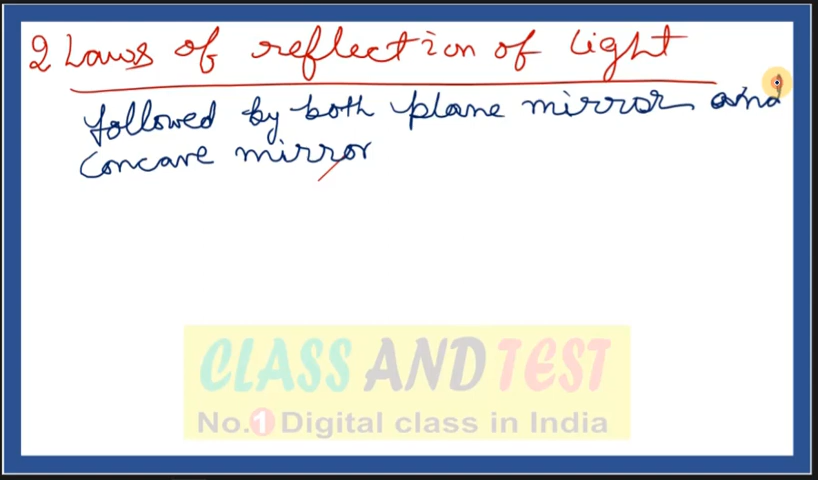 2 Laws of reflection of light
followed by both plane mirror and
concave mirror
CLASS AND TEST
No.1 Digital class in India